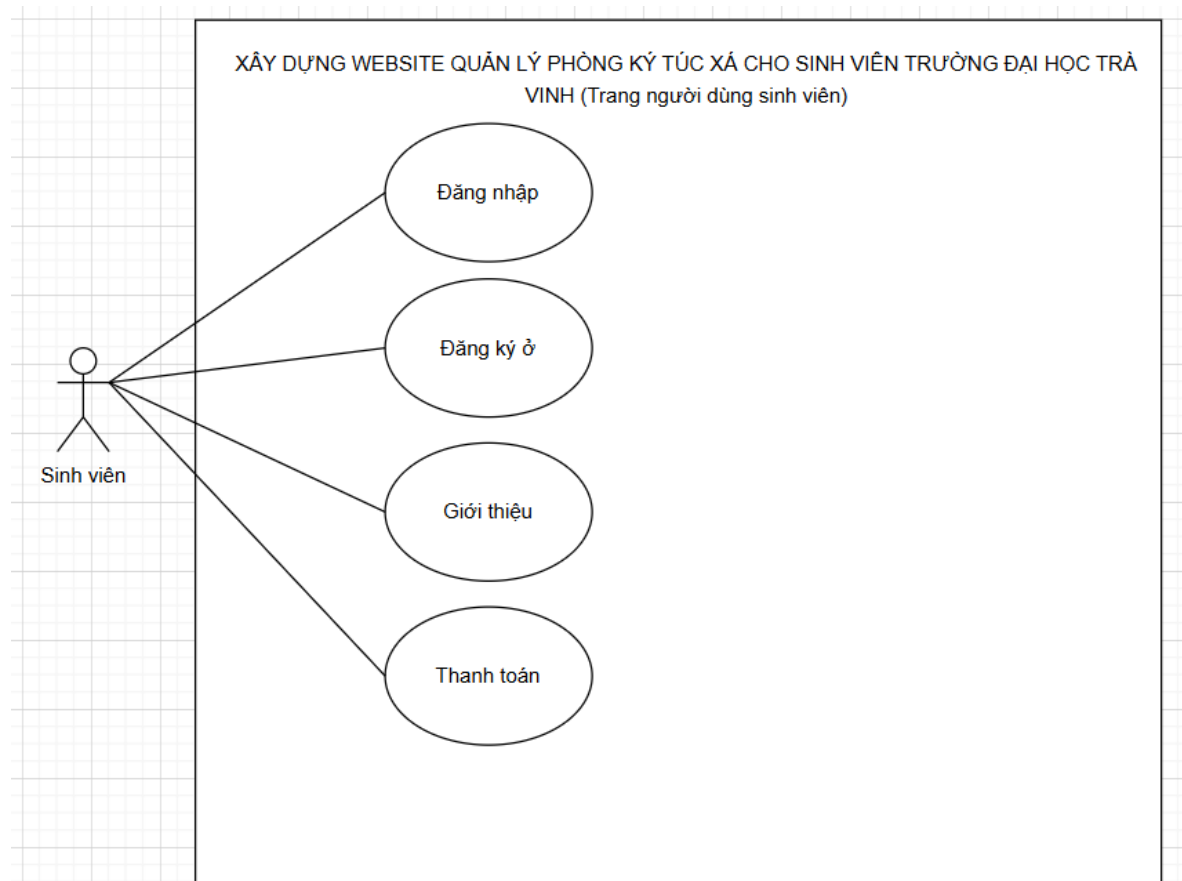 XÂY DỰNG WEBSITE QUẢN LÝ PHÒNG KÝ TÚC XÁ CHO SINH VIÊN TRƯỜNG ĐẠI HỌC TRÀ
VINH (Trang người dùng sinh viên)
Đăng nhập
Đăng ký ở
Sinh viên
Giới thiệu
Thanh toán